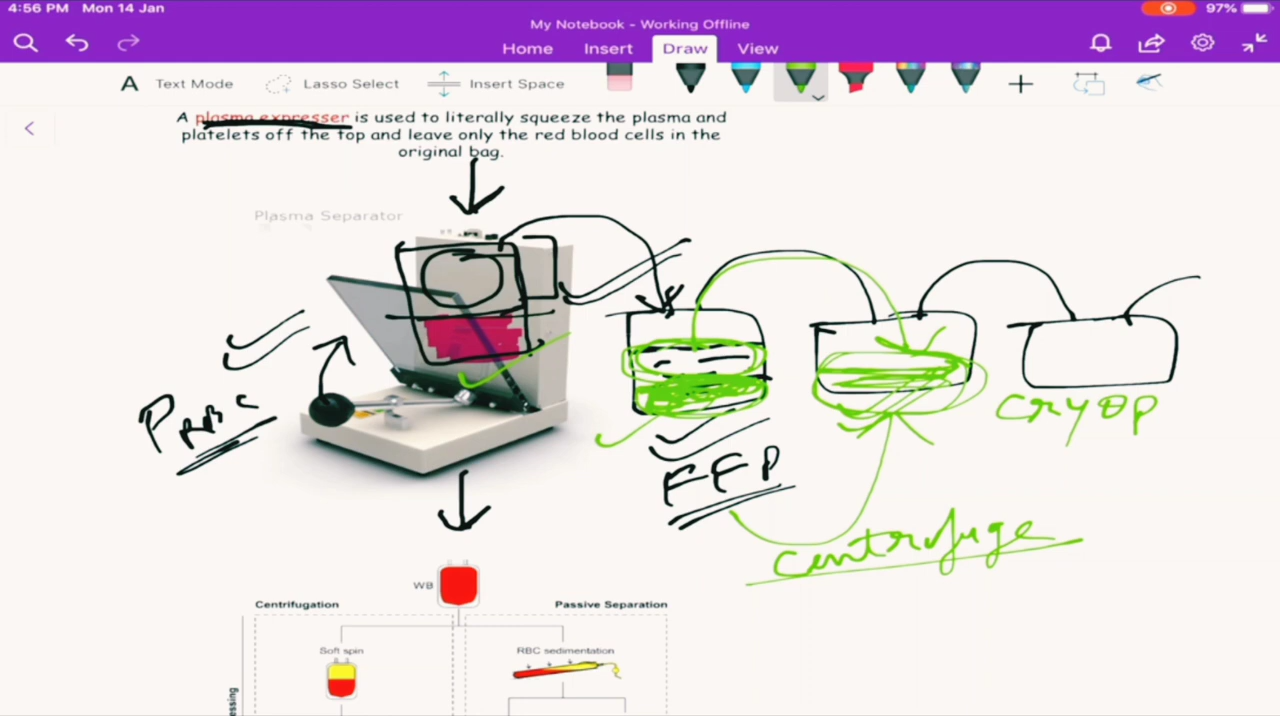 4:56 PM Mon 14 Jan
97%
My Notebook - Working Offline
Home Insert Draw View
A Text Mode Lasso Select Insert Space
A plasma expresser is used to literally squeeze the plasma and
platelets off the top and leave only the red blood cells in the
original bag.
Plasma Separator
PRBC
FFP
cryop
centrofuge
WB
Centrifugation
Passive Separation
Soft spin
RBC sedimentation
essing